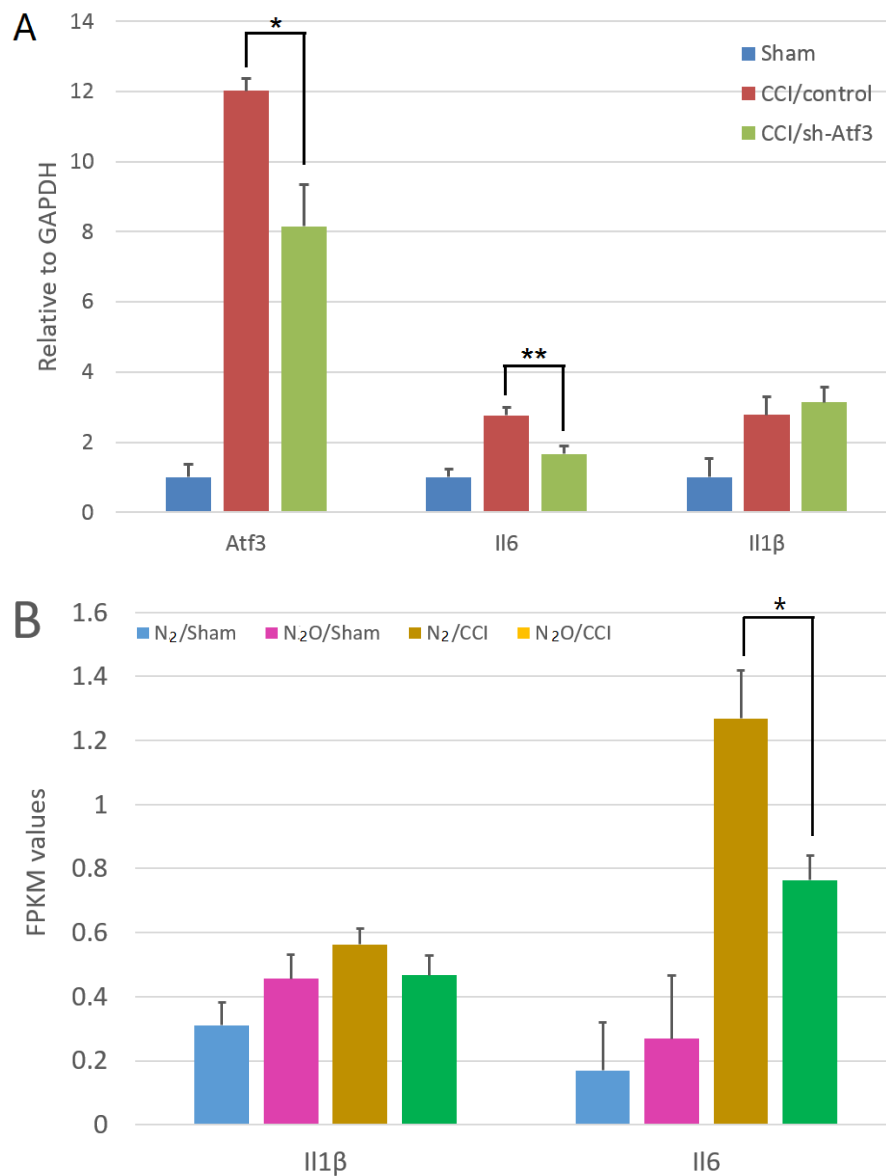 A
14
12
10
8
6
4
2
0
Relative to GAPDH
*
**
Sham
CCI/control
CCI/sh-Atf3
Atf3 Il6 Il1β
B
1.6
1.4
1.2
1
0.8
0.6
0.4
0.2
0
FPKM values
N2/Sham N2O/Sham N2/CCI N2O/CCI
*
Il1β Il6